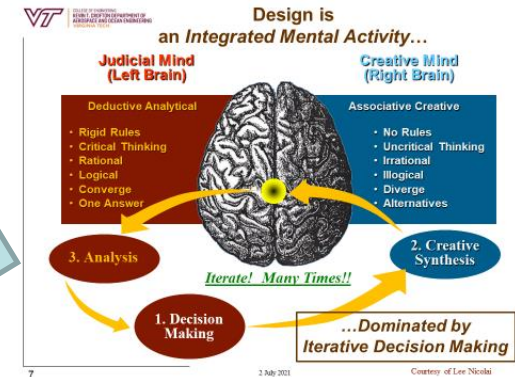 VT
COLLEGE OF ENGINEERING
KEVIN T. CROFTON DEPARTMENT OF
AEROSPACE AND OCEAN ENGINEERING
VIRGINIA TECH
Design is
an Integrated Mental Activity…
Judicial Mind
(Left Brain)
Creative Mind
(Right Brain)
Deductive Analytical
• Rigid Rules
• Critical Thinking
• Rational
• Logical
• Converge
• One Answer
Associative Creative
• No Rules
• Uncritical Thinking
• Irrational
• Illogical
• Diverge
• Alternatives
3. Analysis
2. Creative
Synthesis
Iterate! Many Times!!
1. Decision
Making
…Dominated by
Iterative Decision Making
7
2 July 2021
Courtesy of Lee Nicolai